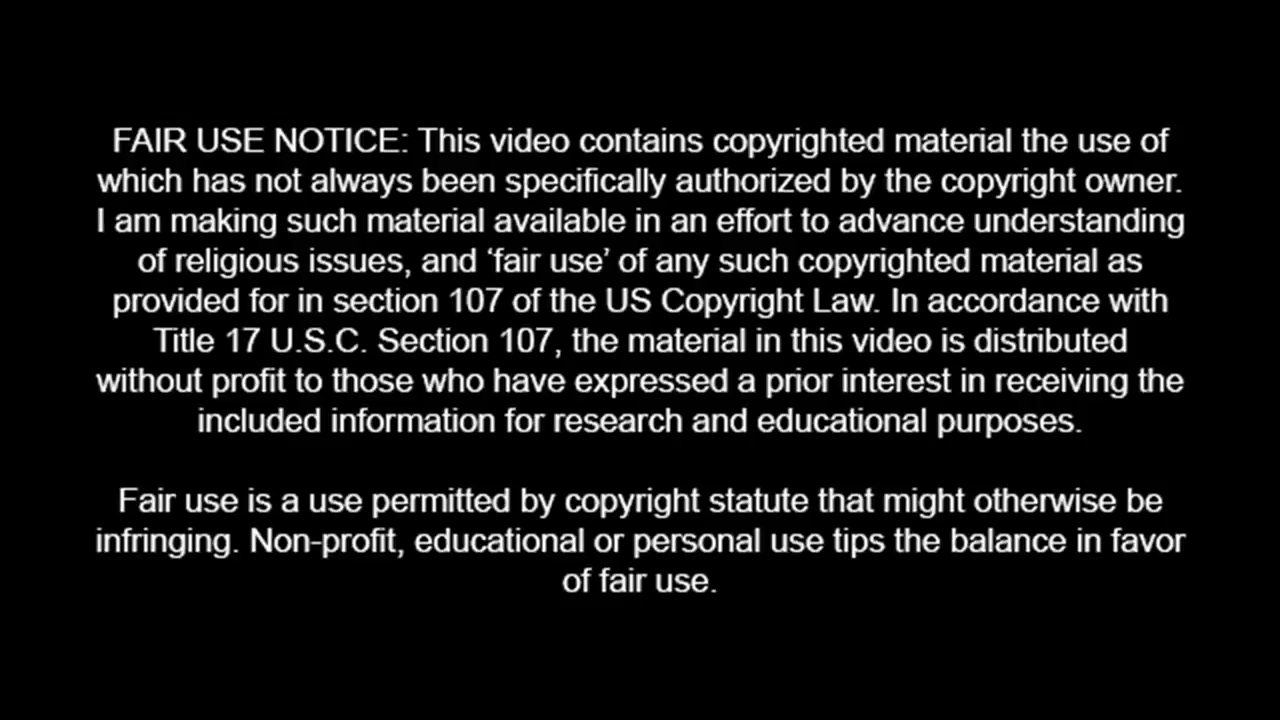 FAIR USE NOTICE: This video contains copyrighted material the use of
which has not always been specifically authorized by the copyright owner.
I am making such material available in an effort to advance understanding
of religious issues, and ‘fair use’ of any such copyrighted material as
provided for in section 107 of the US Copyright Law. In accordance with
Title 17 U.S.C. Section 107, the material in this video is distributed
without profit to those who have expressed a prior interest in receiving the
included information for research and educational purposes.
Fair use is a use permitted by copyright statute that might otherwise be
infringing. Non-profit, educational or personal use tips the balance in favor
of fair use.